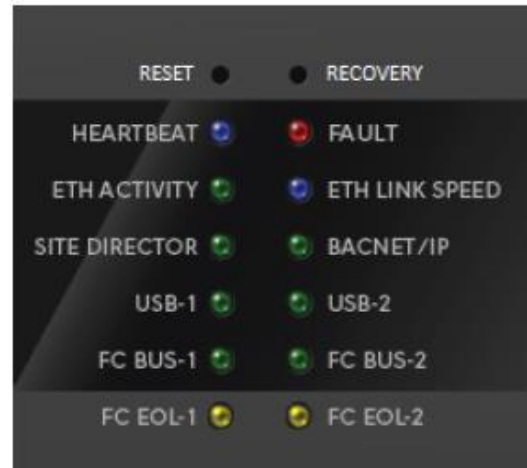 RESET RECOVERY
HEARTBEAT FAULT
ETH ACTIVITY ETH LINK SPEED
SITE DIRECTOR BACNET/IP
USB-1 USB-2
FC BUS-1 FC BUS-2
FC EOL-1 FC EOL-2